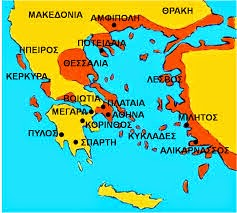 ΜΑΚΕΔΟΝΙΑ
ΘΡΑΚΗ
ΑΜΦΙΠΟΛΗ
ΠΟΤΕΙΔΑΙΑ
ΗΠΕΙΡΟΣ
ΘΕΣΣΑΛΙΑ
ΚΕΡΚΥΡΑ
ΛΕΣΒΟΣ
ΒΟΙΩΤΙΑ
ΠΛΑΤΑΙΑ
ΜΕΓΑΡΑ
ΑΘΗΝΑ
ΜΙΛΗΤΟΣ
ΚΟΡΙΝΘΟΣ
ΠΥΛΟΣ
ΚΥΚΛΑΔΕΣ
ΣΠΑΡΤΗ
ΑΛΙΚΑΡΝΑΣΣΟΣ